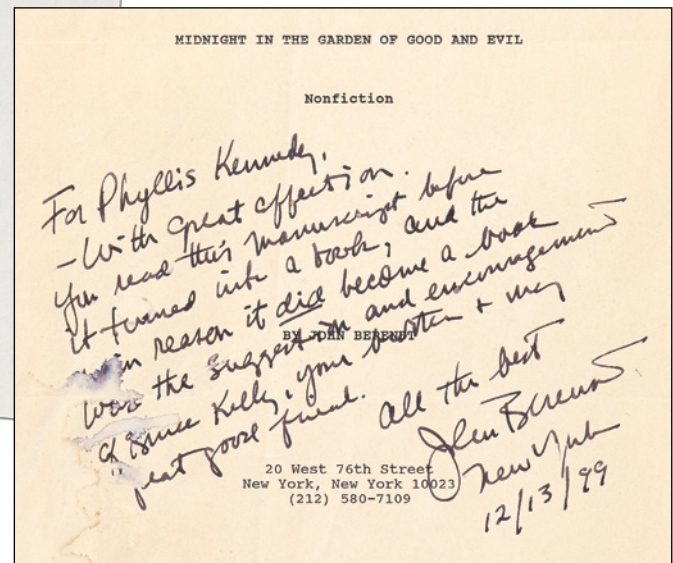 MIDNIGHT IN THE GARDEN OF GOOD AND EVIL
Nonfiction
For Phyllis Kennedy,
- With great affection.
You read this manuscript before
it turned into a book, and the
main reason it did become a book
was the suggestion and encouragement
BY JOHN BERENDT
of Bruce Kelly, your brother + my
great good friend.
All the best
John Berendt
New York
12/13/99
20 West 76th Street
New York, New York 10023
(212) 580-7109